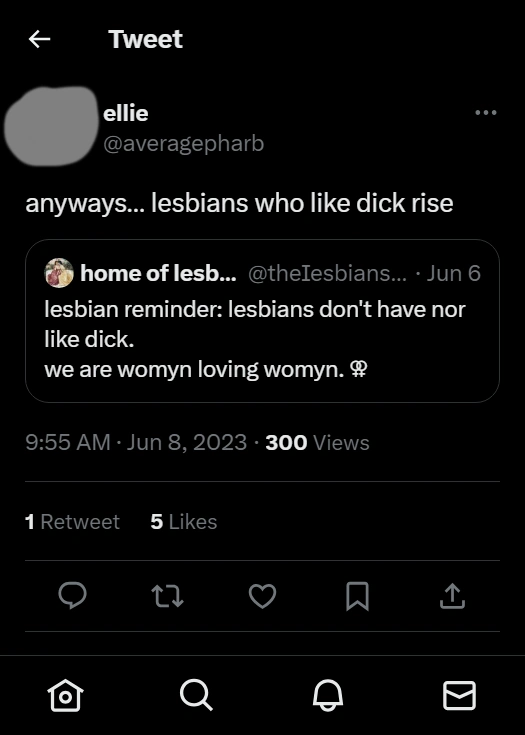 Tweet
ellie
@averagepharb
anyways... lesbians who like dick rise
home of lesb... @theIesbians... · Jun 6
lesbian reminder: lesbians don't have nor
like dick.
we are womyn loving womyn. ⚢
9:55 AM · Jun 8, 2023 · 300 Views
1 Retweet 5 Likes